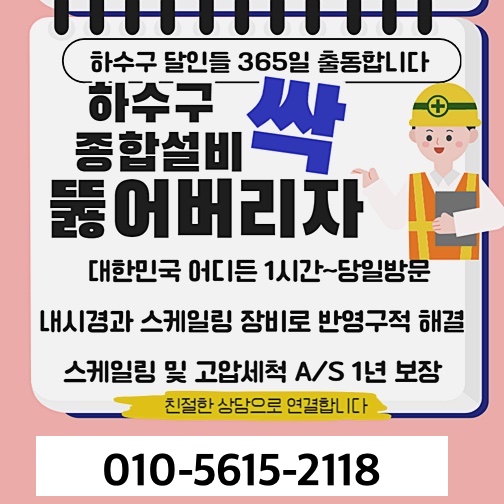 하수구 달인들 365일 출동합니다
하수구
싹
종합설비
뚫어버리자
대한민국 어디든 1시간~당일방문
내시경과 스케일링 장비로 반영구적 해결
스케일링 및 고압세척 A/S 1년 보장
친절한 상담으로 연결합니다
010-5615-2118